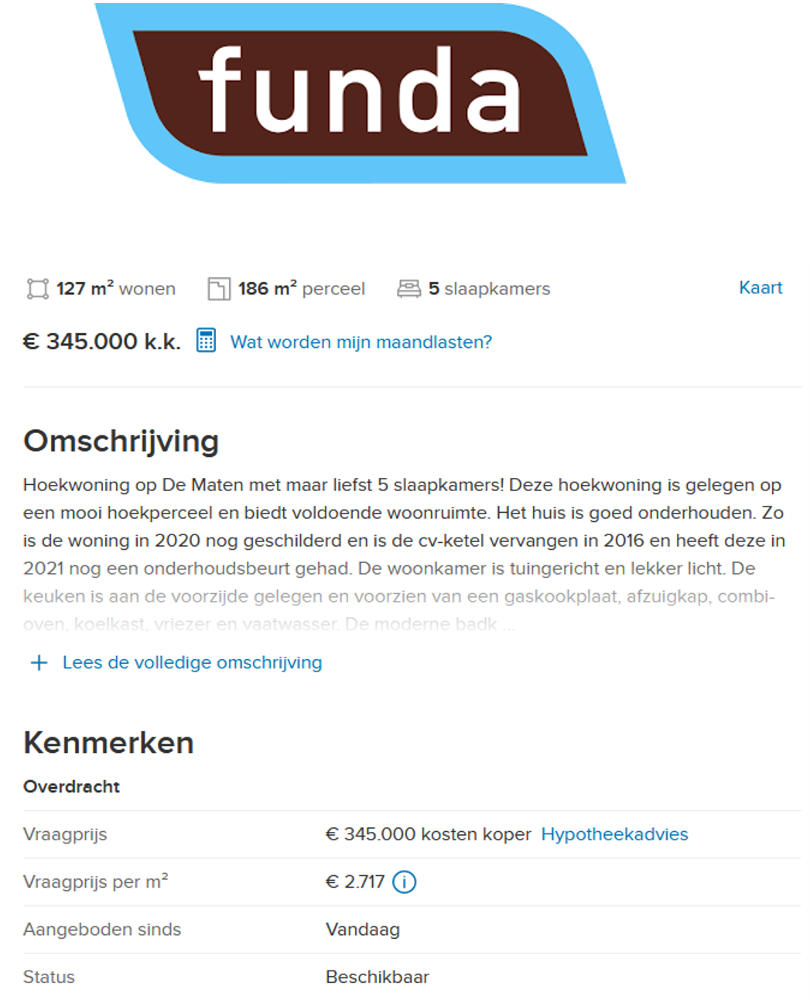 funda
127 m² wonen 186 m² perceel 5 slaapkamers Kaart
€ 345.000 k.k. Wat worden mijn maandlasten?
Omschrijving
Hoekwoning op De Maten met maar liefst 5 slaapkamers! Deze hoekwoning is gelegen op
een mooi hoekperceel en biedt voldoende woonruimte. Het huis is goed onderhouden. Zo
is de woning in 2020 nog geschilderd en is de cv-ketel vervangen in 2016 en heeft deze in
2021 nog een onderhoudsbeurt gehad. De woonkamer is tuingericht en lekker licht. De
keuken is aan de voorzijde gelegen en voorzien van een gaskookplaat, afzuigkap, combi-
oven, koelkast, vriezer en vaatwasser. De moderne badk ...
Lees de volledige omschrijving
Kenmerken
Overdracht
Vraagprijs € 345.000 kosten koper Hypotheekadvies
Vraagprijs per m² € 2.717
Aangeboden sinds Vandaag
Status Beschikbaar